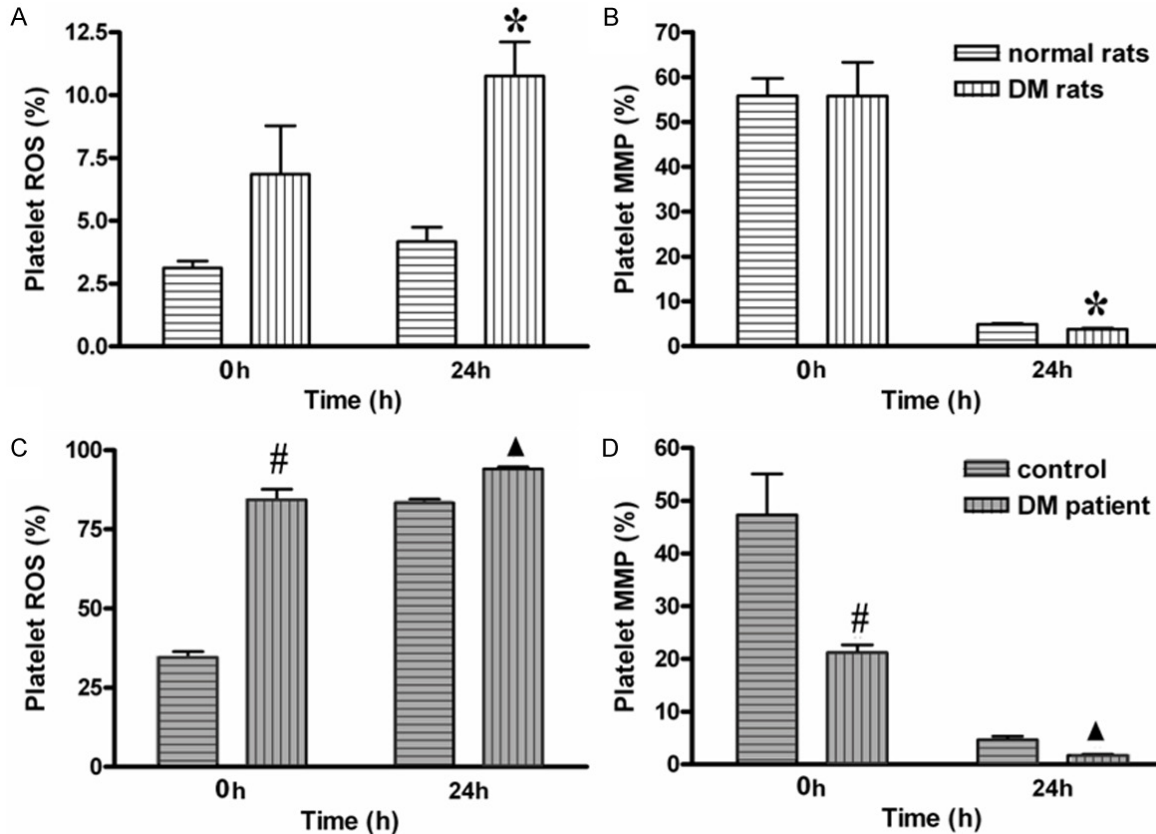 A
Platelet ROS (%)
12.5
10.0
7.5
5.0
2.5
0.0
*
0h
24h
Time (h)
B
Platelet MMP (%)
70
60
50
40
30
20
10
0
normal rats
DM rats
*
0h
24h
Time (h)
C
Platelet ROS (%)
100
75
50
25
0
#
▲
0h
24h
Time (h)
D
Platelet MMP (%)
60
50
40
30
20
10
0
control
DM patient
#
▲
0h
24h
Time (h)